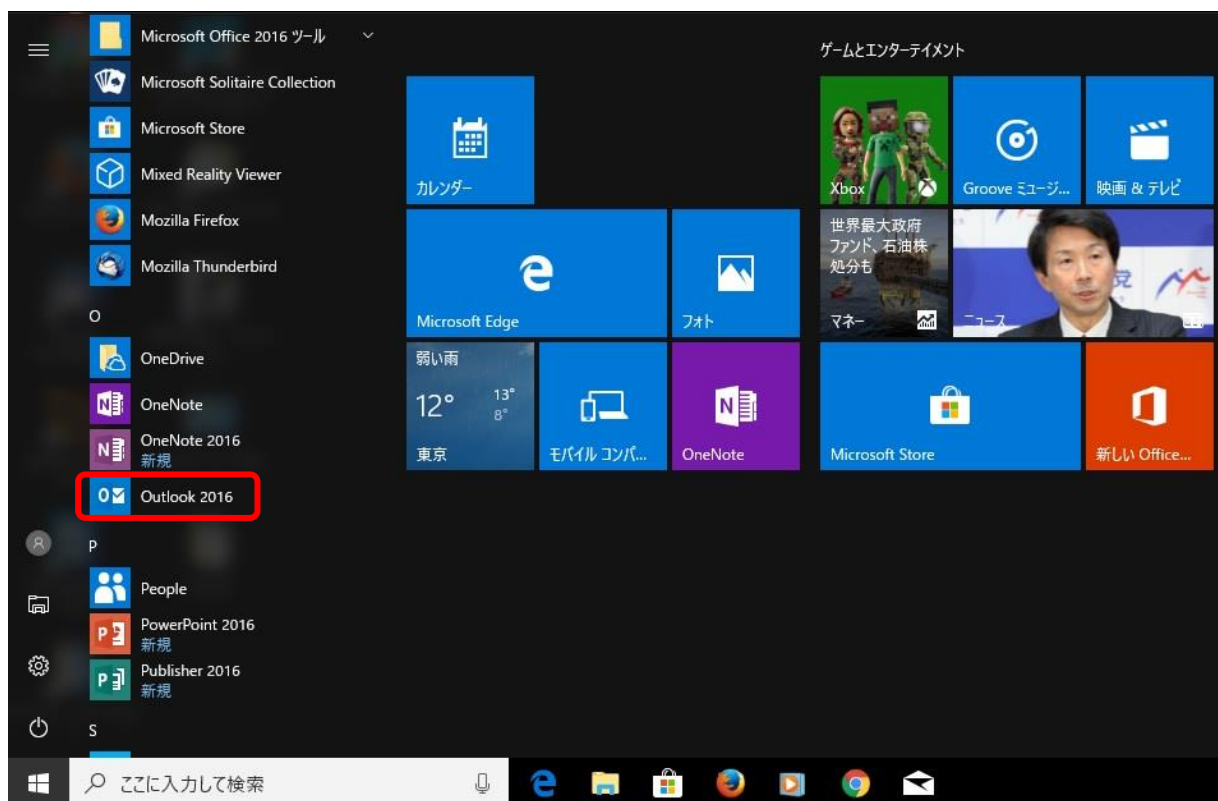 Microsoft Office 2016 ツール
Microsoft Solitaire Collection
Microsoft Store
Mixed Reality Viewer
Mozilla Firefox
Mozilla Thunderbird
O
OneDrive
OneNote
OneNote 2016
新規
Outlook 2016
P
People
PowerPoint 2016
新規
Publisher 2016
新規
S
カレンダー
Microsoft Edge
フォト
弱い雨
12°
13°
8°
東京
モバイル コンパ...
OneNote
ゲームとエンターテイメント
Xbox
Groove ミュージ...
映画 & テレビ
世界最大政府
ファンド、石油株
処分も
マネー
党
ニュース
Microsoft Store
新しい Office...
ここに入力して検索